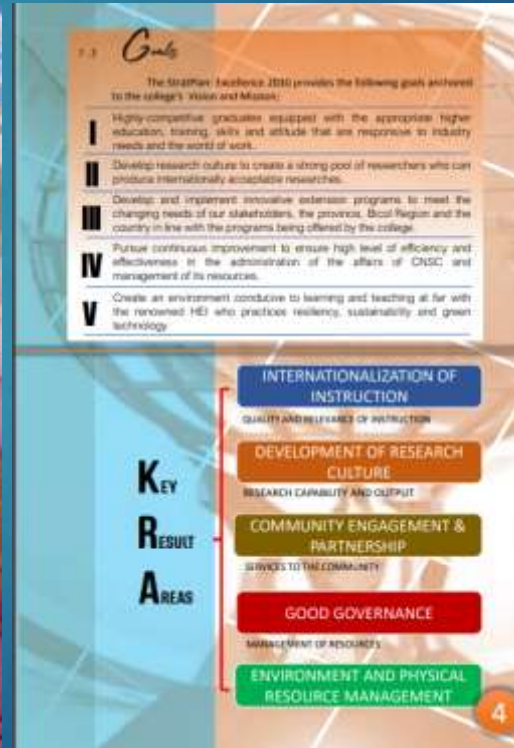 Goals
The StratPlan: Excellence 2030 provides the following goals anchored
to the college's Vision and Mission:
I
Highly-competitive graduates equipped with the appropriate higher
education, training, skills and attitude that are responsive to industry
needs and the world of work.
II
Develop research culture to create a strong pool of researchers who can
produce internationally acceptable researches.
III
Develop and implement innovative extension programs to meet the
changing needs of our stakeholders, the province, Bicol Region and the
country in line with the programs being offered by the college.
IV
Pursue continuous improvement to ensure high level of efficiency and
effectiveness in the administration of the affairs of CNSC and
management of its resources.
V
Create an environment conducive to learning and teaching at far with
the renowned HEI who practices resiliency, sustainability and green
technology
KEY
RESULT
AREAS
INTERNATIONALIZATION OF
INSTRUCTION
QUALITY AND RELEVANCE OF INSTRUCTION
DEVELOPMENT OF RESEARCH
CULTURE
RESEARCH CAPABILITY AND OUTPUT
COMMUNITY ENGAGEMENT &
PARTNERSHIP
SERVICES TO THE COMMUNITY
GOOD GOVERNANCE
MANAGEMENT OF RESOURCES
ENVIRONMENT AND PHYSICAL
RESOURCE MANAGEMENT
4